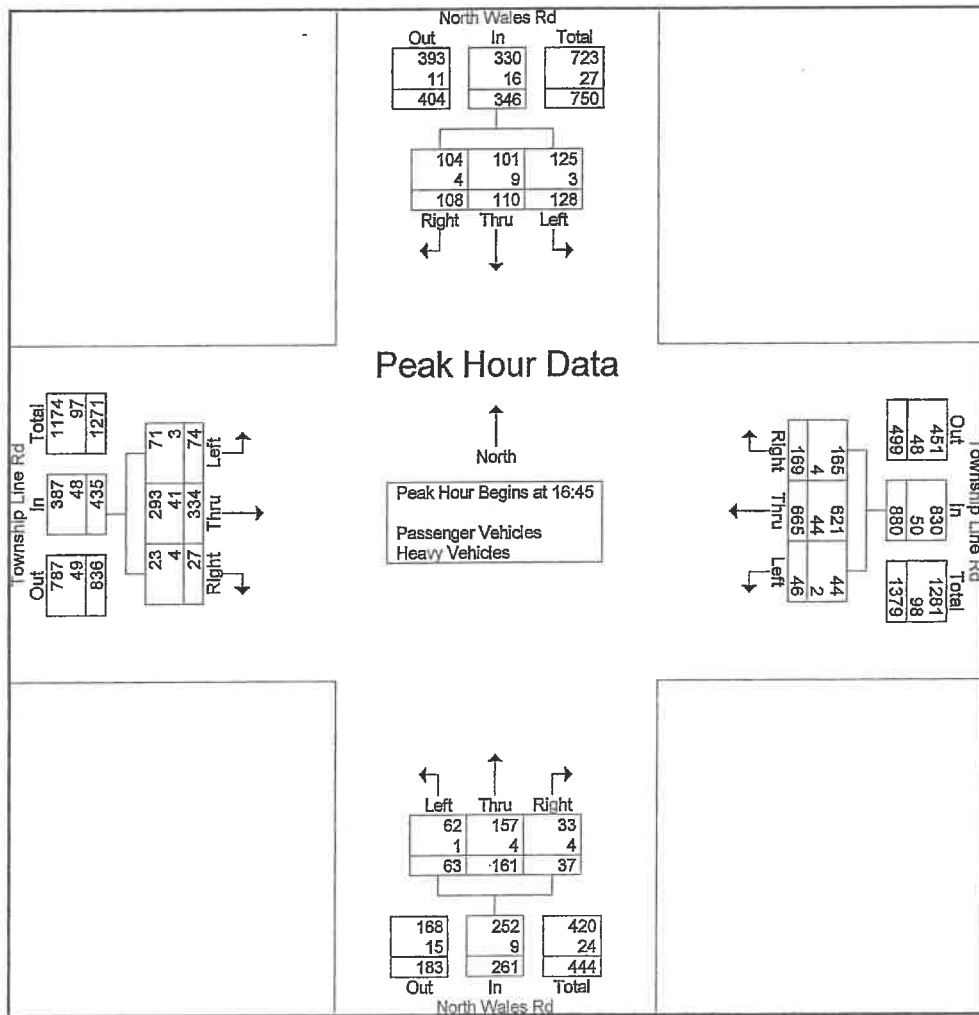 North Wales Rd
Out In Total
393 330 723
11 16 27
404 346 750
104 101 125
4 9 3
108 110 128
Right Thru Left
Peak Hour Data
North
Peak Hour Begins at 16:45
Passenger Vehicles
Heavy Vehicles
Township Line Rd
Out In Total
787 387 1174
49 48 97
836 435 1271
Left Thru Right
71 293 23
3 41 4
74 334 27
Township Line Rd
Out In Total
451 830 1281
48 50 98
499 880 1379
165 621 44
4 44 2
169 665 46
Right Thru Left
Left Thru Right
62 157 33
1 4 4
63 161 37
168 252 420
15 9 24
183 261 444
Out In Total
North Wales Rd